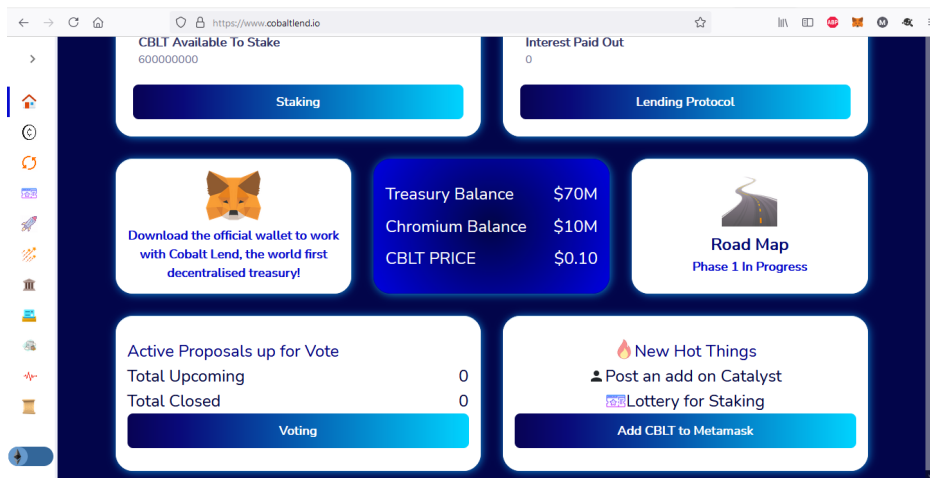 https://www.cobaltlend.io
ABP
M
CBLT Available To Stake
600000000
Staking
Interest Paid Out
0
Lending Protocol
Download the official wallet to work
with Cobalt Lend, the world first
decentralised treasury!
Treasury Balance $70M
Chromium Balance $10M
CBLT PRICE $0.10
Road Map
Phase 1 In Progress
Active Proposals up for Vote
Total Upcoming 0
Total Closed 0
Voting
New Hot Things
Post an add on Catalyst
Lottery for Staking
Add CBLT to Metamask